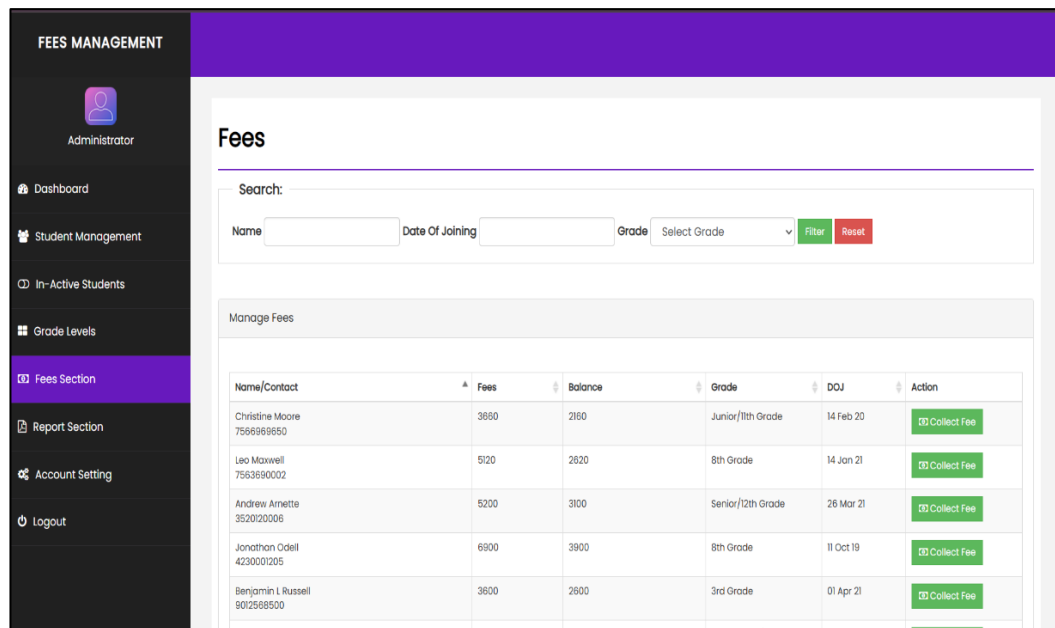 FEES MANAGEMENT
Administrator
Dashboard
Student Management
In-Active Students
Grade Levels
Fees Section
Report Section
Account Setting
Logout
Fees
Search:
Name Date Of Joining Grade Select Grade Filter Reset
Manage Fees
Name/Contact Fees Balance Grade DOJ Action
Christine Moore 3660 2160 Junior/11th Grade 14 Feb 20 Collect Fee
7566969650
Leo Maxwell 5120 2620 8th Grade 14 Jan 21 Collect Fee
7563690002
Andrew Arnette 5200 3100 Senior/12th Grade 26 Mar 21 Collect Fee
3520120006
Jonathan Odell 6900 3900 8th Grade 11 Oct 19 Collect Fee
4230001205
Benjamin L Russell 3600 2600 3rd Grade 01 Apr 21 Collect Fee
9012568500